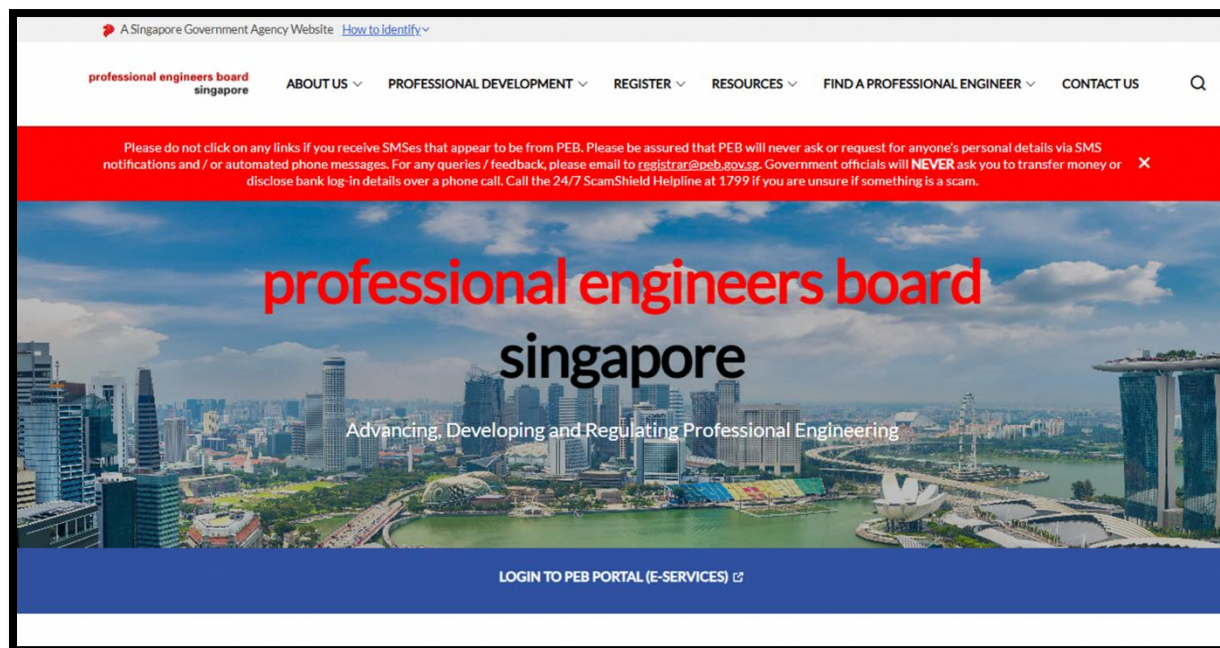 A Singapore Government Agency Website How to identify
professional engineers board
singapore
ABOUT US
PROFESSIONAL DEVELOPMENT
REGISTER
RESOURCES
FIND A PROFESSIONAL ENGINEER
CONTACT US
Please do not click on any links if you receive SMSes that appear to be from PEB. Please be assured that PEB will never ask or request for anyone's personal details via SMS
notifications and / or automated phone messages. For any queries / feedback, please email to registrar@peb.gov.sg. Government officials will NEVER ask you to transfer money or
disclose bank log-in details over a phone call. Call the 24/7 ScamShield Helpline at 1799 if you are unsure if something is a scam.
professional engineers board
singapore
Advancing, Developing and Regulating Professional Engineering
LOGIN TO PEB PORTAL (E-SERVICES)